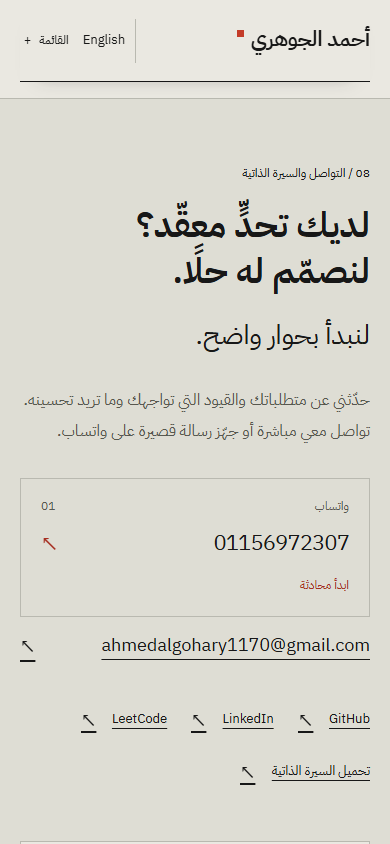 أحمد الجوهري
English
القائمة +
08 / التواصل والسيرة الذاتية
لديك تحدٍّ معقّد؟
لنصمّم له حلًا.
لنبدأ بحوار واضح.
حدّثني عن متطلباتك والقيود التي تواجهك وما تريد تحسينه.
تواصل معي مباشرة أو جهّز رسالة قصيرة على واتساب.
واتساب
01
01156972307
ابدأ محادثة
ahmedalgohary1170@gmail.com
GitHub
LinkedIn
LeetCode
تحميل السيرة الذاتية